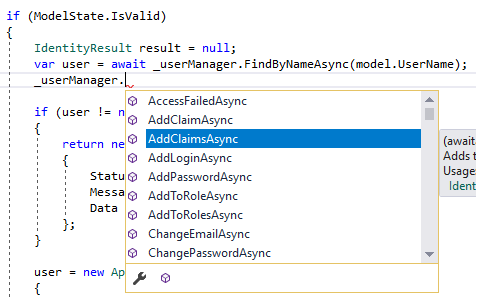 if (ModelState.IsValid)
{
IdentityResult result = null;
var user = await _userManager.FindByNameAsync(model.UserName);
_userManager.
AccessFailedAsync
AddClaimAsync
AddClaimsAsync
AddLoginAsync
AddPasswordAsync
AddToRoleAsync
AddToRolesAsync
ChangeEmailAsync
ChangePasswordAsync
(awaita
Adds t
Usage:
Ident
if (user != n
{
return ne
{
Statu
Messa
Data
};
}
user = new Ap
{